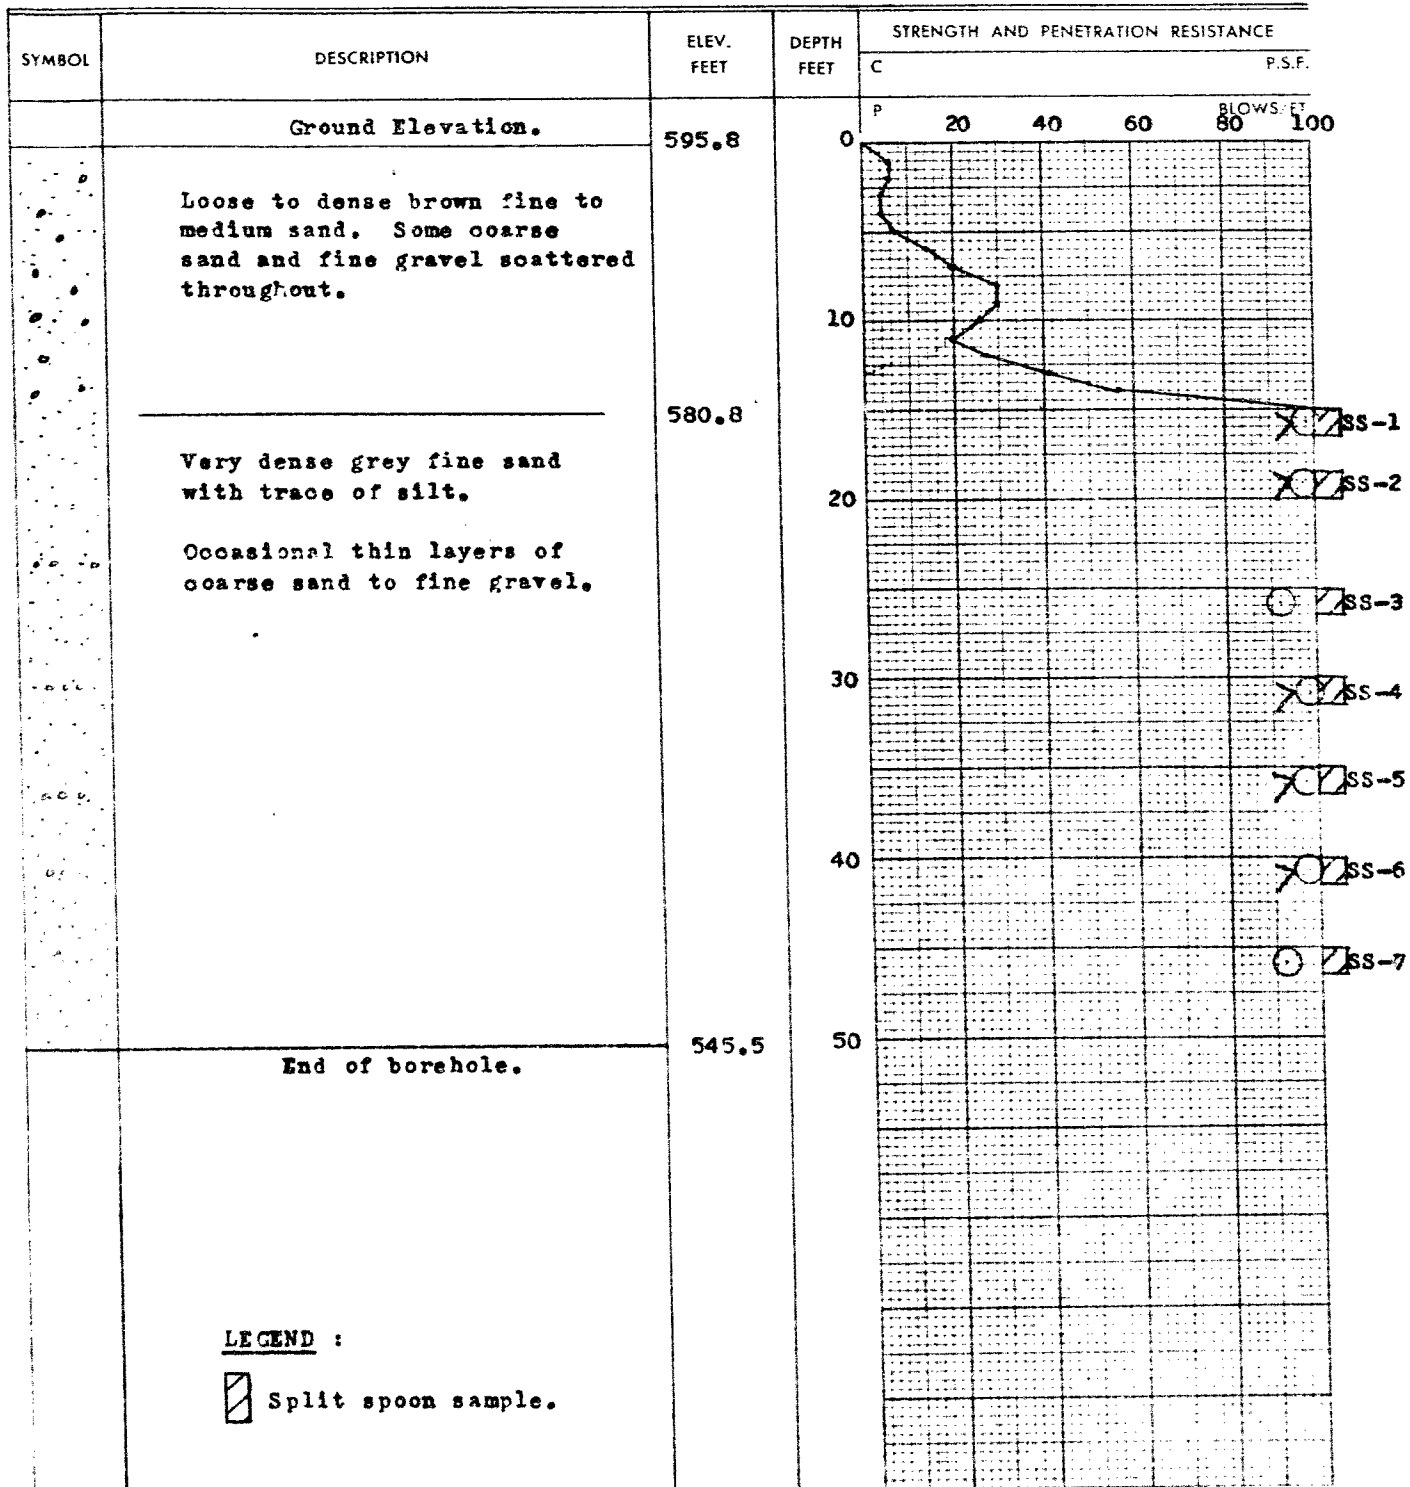 SYMBOL
DESCRIPTION
ELEV.
FEET
DEPTH
FEET
STRENGTH AND PENETRATION RESISTANCE
C P.S.F.
P BLOWS/FT
20 40 60 80 100
Ground Elevation.
595.8
0
Loose to dense brown fine to
medium sand. Some coarse
sand and fine gravel scattered
throughout.
10
580.8
SS-1
Very dense grey fine sand
with trace of silt.
SS-2
20
Occasional thin layers of
coarse sand to fine gravel.
SS-3
30
SS-4
SS-5
40
SS-6
SS-7
50
545.5
End of borehole.
LEGEND :
Split spoon sample.